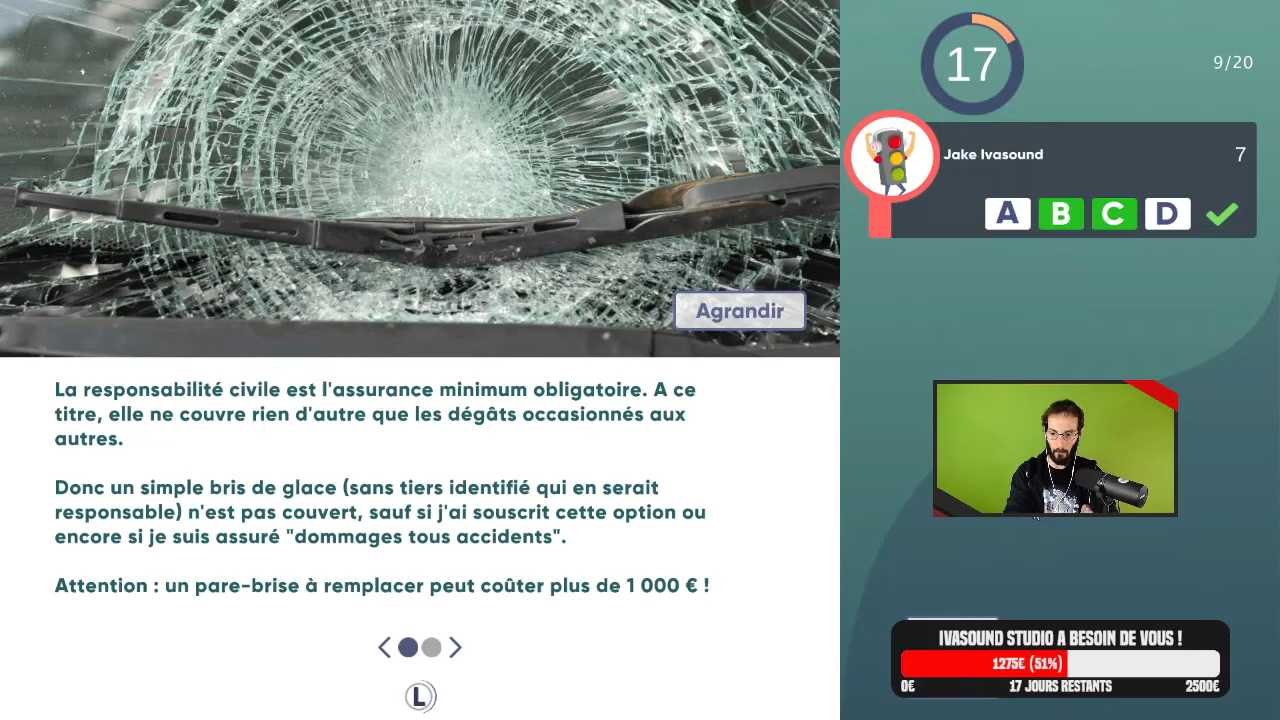 17
9/20
Jake Ivasound
7
A B C D
Agrandir
La responsabilité civile est l'assurance minimum obligatoire. A ce
titre, elle ne couvre rien d'autre que les dégâts occasionnés aux
autres.
Donc un simple bris de glace (sans tiers identifié qui en serait
responsable) n'est pas couvert, sauf si j'ai souscrit cette option ou
encore si je suis assuré "dommages tous accidents".
Attention : un pare-brise à remplacer peut coûter plus de 1 000 € !
L
IVASOUND STUDIO A BESOIN DE VOUS !
1275€ (51%)
0€ 17 JOURS RESTANTS 2500€